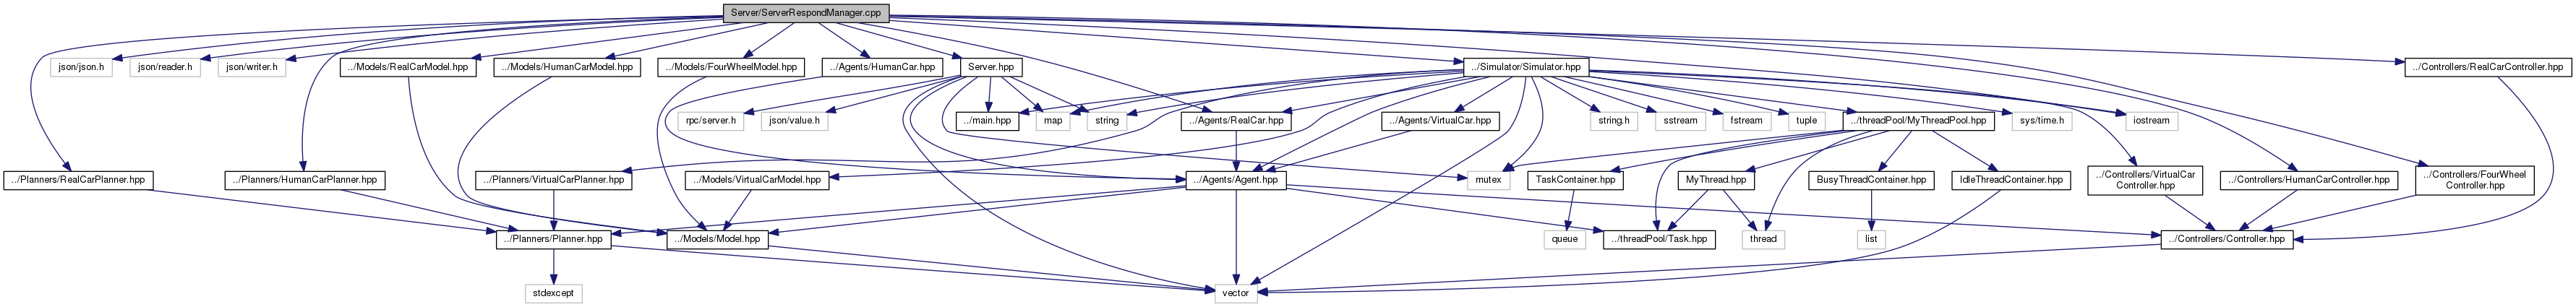 Server/ServerRespondManager.cpp
json/json.h
json/reader.h
json/writer.h
../Models/RealCarModel.hpp
../Models/HumanCarModel.hpp
../Models/FourWheelModel.hpp
../Agents/HumanCar.hpp
Server.hpp
../Simulator/Simulator.hpp
../Controllers/RealCarController.hpp
rpc/server.h
json/value.h
../main.hpp
map
string
../Agents/RealCar.hpp
../Agents/VirtualCar.hpp
string.h
sstream
fstream
tuple
../threadPool/MyThreadPool.hpp
sys/time.h
iostream
../Planners/RealCarPlanner.hpp
../Planners/HumanCarPlanner.hpp
../Planners/VirtualCarPlanner.hpp
../Models/VirtualCarModel.hpp
../Agents/Agent.hpp
mutex
TaskContainer.hpp
MyThread.hpp
BusyThreadContainer.hpp
IdleThreadContainer.hpp
../Controllers/VirtualCar
Controller.hpp
../Controllers/HumanCarController.hpp
../Controllers/FourWheel
Controller.hpp
../Planners/Planner.hpp
../Models/Model.hpp
queue
../threadPool/Task.hpp
thread
list
../Controllers/Controller.hpp
stdexcept
vector